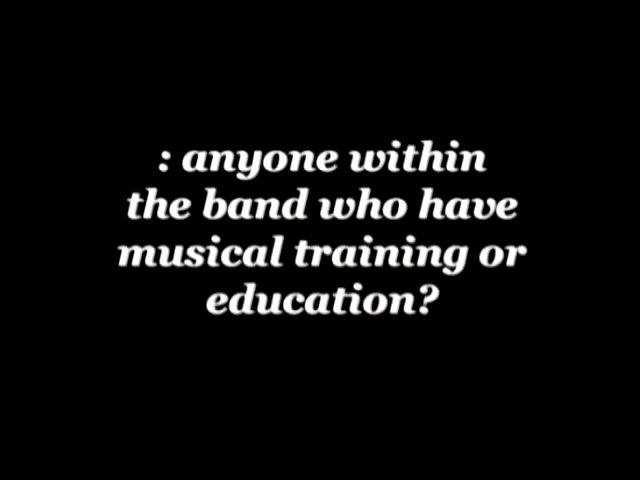 : anyone within
the band who have
musical training or
education?